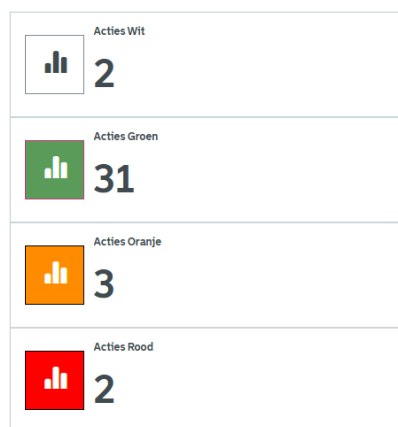 Acties Wit
2
Acties Groen
31
Acties Oranje
3
Acties Rood
2